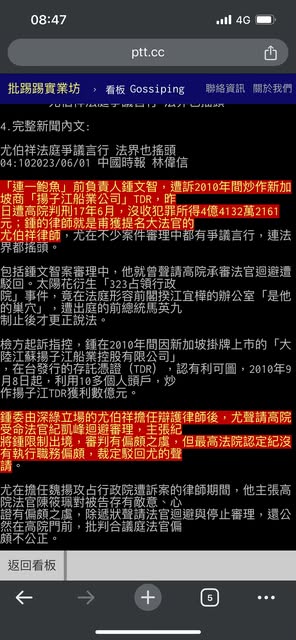 08:47
4G
ptt.cc
批踢踢實業坊 › 看板 Gossiping 聯絡資訊 關於我們
尤伯祥法庭爭議言行 法界也搖頭
4.完整新聞內文:
尤伯祥法庭爭議言行 法界也搖頭
04:102023/06/01 中國時報 林偉信
「連一鮑魚」前負責人鍾文智，遭訴2010年間炒作新加
坡商「揚子江船業公司」TDR，昨
日遭高院判刑17年6月，沒收犯罪所得4億4132萬2161
元；鍾的律師就是甫獲提名大法官的
尤伯祥律師，尤在不少案件審理中都有爭議言行，連法
界都搖頭。
包括鍾文智案審理中，他就曾聲請高院承審法官迴避遭
駁回。太陽花衍生「323占領行政
院」事件，竟在法庭形容前閣揆江宜樺的辦公室「是他
的巢穴」，遭出庭的前總統馬英九
制止後才更正說法。
檢方起訴指控，鍾在2010年間因新加坡掛牌上市的「大
陸江蘇揚子江船業控股有限公司」
，在台發行的存託憑證（TDR），認有利可圖，2010年9
月8日起，利用10多個人頭戶，炒
作揚子江TDR獲利數億元。
鍾委由深綠立場的尤伯祥擔任辯護律師後，尤聲請高院
受命法官紀凱峰迴避審理，主張紀
將鍾限制出境，審判有偏頗之虞，但最高法院認定紀沒
有執行職務偏頗，裁定駁回尤的聲
請。
尤在擔任魏揚攻占行政院遭訴案的律師期間，他主張高
院法官陳筱珮對被告存有敵意、心
證有偏頗之虞，除遞狀聲請法官迴避與停止審理，還公
然在高院門前，批判合議庭法官偏
頗不公正。
返回看板
5